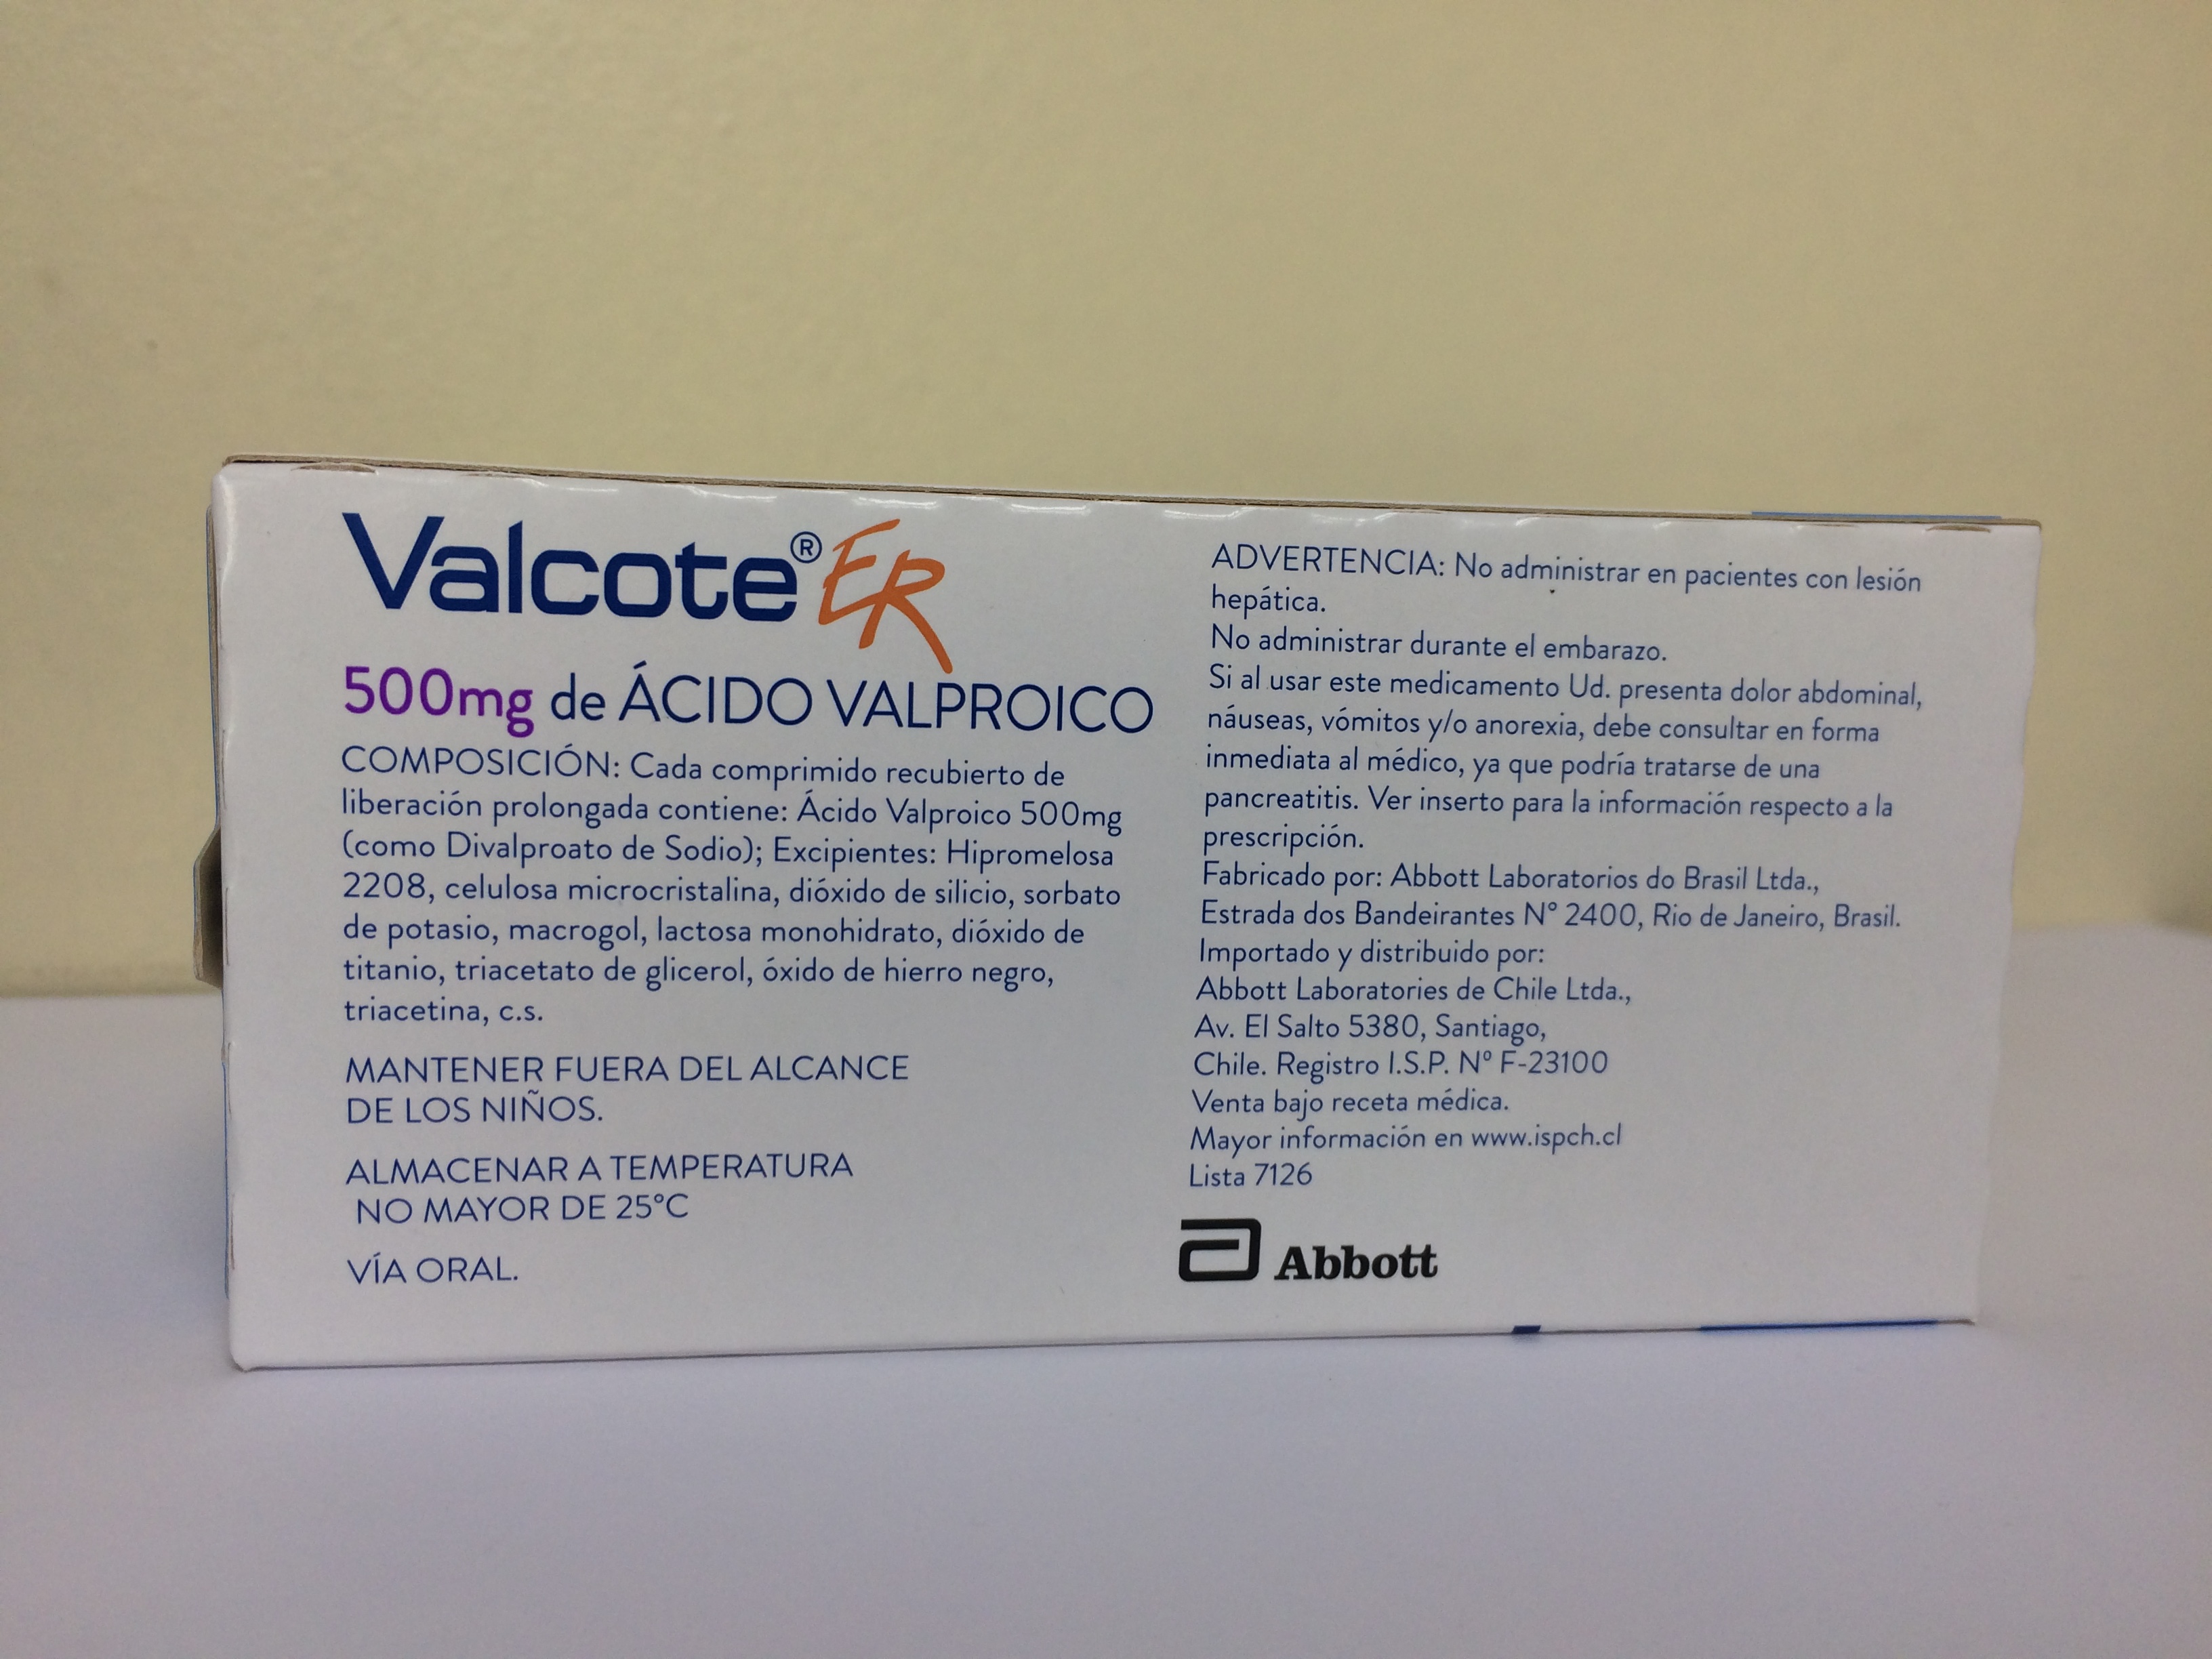 Valcote® ER
500mg de ÁCIDO VALPROICO
COMPOSICIÓN: Cada comprimido recubierto de
liberación prolongada contiene: Ácido Valproico 500mg
(como Divalproato de Sodio); Excipientes: Hipromelosa
2208, celulosa microcristalina, dióxido de silicio, sorbato
de potasio, macrogol, lactosa monohidrato, dióxido de
titanio, triacetato de glicerol, óxido de hierro negro,
triacetina, c.s.
MANTENER FUERA DEL ALCANCE
DE LOS NIÑOS.
ALMACENAR A TEMPERATURA
NO MAYOR DE 25°C
VÍA ORAL.
ADVERTENCIA: No administrar en pacientes con lesión
hepática.
No administrar durante el embarazo.
Si al usar este medicamento Ud. presenta dolor abdominal,
náuseas, vómitos y/o anorexia, debe consultar en forma
inmediata al médico, ya que podría tratarse de una
pancreatitis. Ver inserto para la información respecto a la
prescripción.
Fabricado por: Abbott Laboratorios do Brasil Ltda.,
Estrada dos Bandeirantes N° 2400, Rio de Janeiro, Brasil.
Importado y distribuido por:
Abbott Laboratories de Chile Ltda.,
Av. El Salto 5380, Santiago,
Chile. Registro I.S.P. Nº F-23100
Venta bajo receta médica.
Mayor información en www.ispch.cl
Lista 7126
Abbott